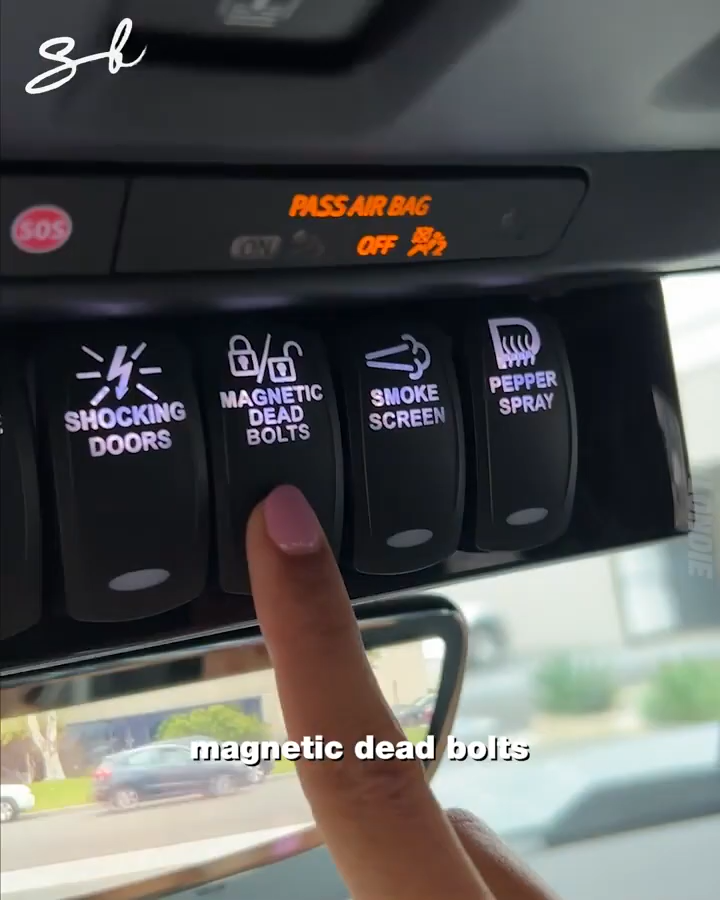 SOS
PASS AIR BAG
ON
OFF
SHOCKING
DOORS
MAGNETIC
DEAD
BOLTS
SMOKE
SCREEN
PEPPER
SPRAY
magnetic dead bolts